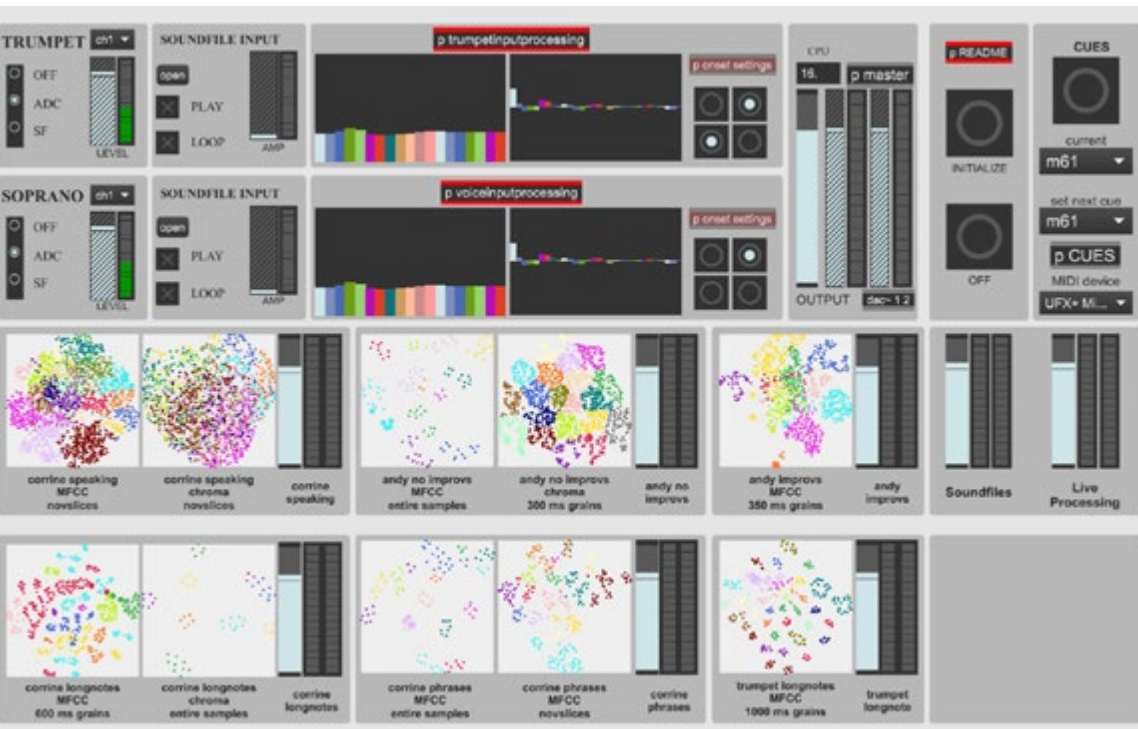 TRUMPET ch1
OFF
ADC
SF
LEVEL
SOUNDFILE INPUT
open
PLAY
LOOP
AMP
p trumpetinputprocessing
p onset settings
CPU
16.
p master
OUTPUT
dac~ 1 2
p README
INITIALIZE
OFF
CUES
current
m61
set next cue
m61
p CUES
MIDI device
UFX+ Mi...
SOPRANO ch1
OFF
ADC
SF
LEVEL
SOUNDFILE INPUT
open
PLAY
LOOP
AMP
p voiceinputprocessing
p onset settings
corrine speaking
MFCC
novslices
corrine speaking
chroma
novslices
corrine
speaking
andy no improvs
MFCC
entire samples
andy no improvs
chroma
300 ms grains
andy no
improvs
andy improvs
MFCC
350 ms grains
andy
improvs
Soundfiles
Live
Processing
corrine longnotes
MFCC
600 ms grains
corrine longnotes
chroma
entire samples
corrine
longnotes
corrine phrases
MFCC
entire samples
corrine phrases
MFCC
novslices
corrine
phrases
trumpet longnotes
MFCC
1000 ms grains
trumpet
longnote